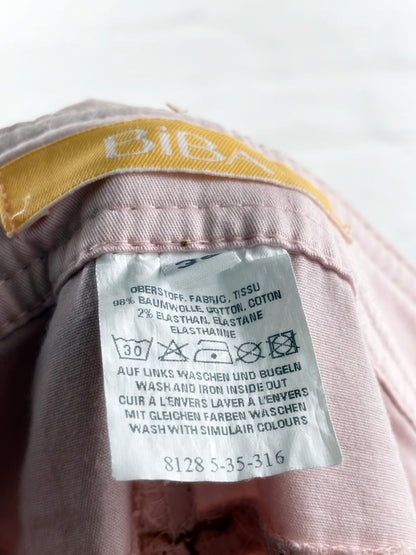 BiBA
OBERSTOFF, FABRIC, TISSU
98% BAUMWOLLE, COTTON, COTON
2% ELASTHAN, ELASTANE
ELASTHANNE
30
AUF LINKS WASCHEN UND BUGELN
WASH AND IRON INSIDE OUT
CUIR A L'ENVERS LAVER A L'ENVERS
MIT GLEICHEN FARBEN WASCHEN
WASH WITH SIMULAIR COLOURS
8128 5-35-316